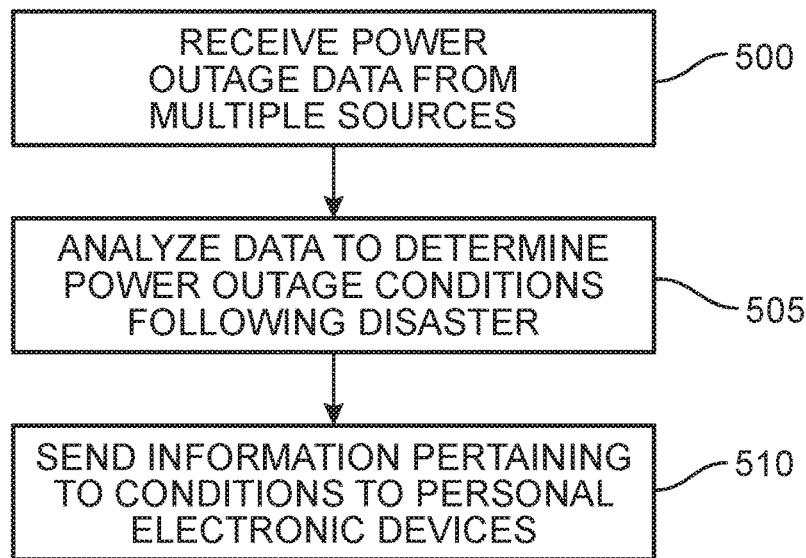 RECEIVE POWER
OUTAGE DATA FROM
MULTIPLE SOURCES
500
ANALYZE DATA TO DETERMINE
POWER OUTAGE CONDITIONS
FOLLOWING DISASTER
505
SEND INFORMATION PERTAINING
TO CONDITIONS TO PERSONAL
ELECTRONIC DEVICES
510